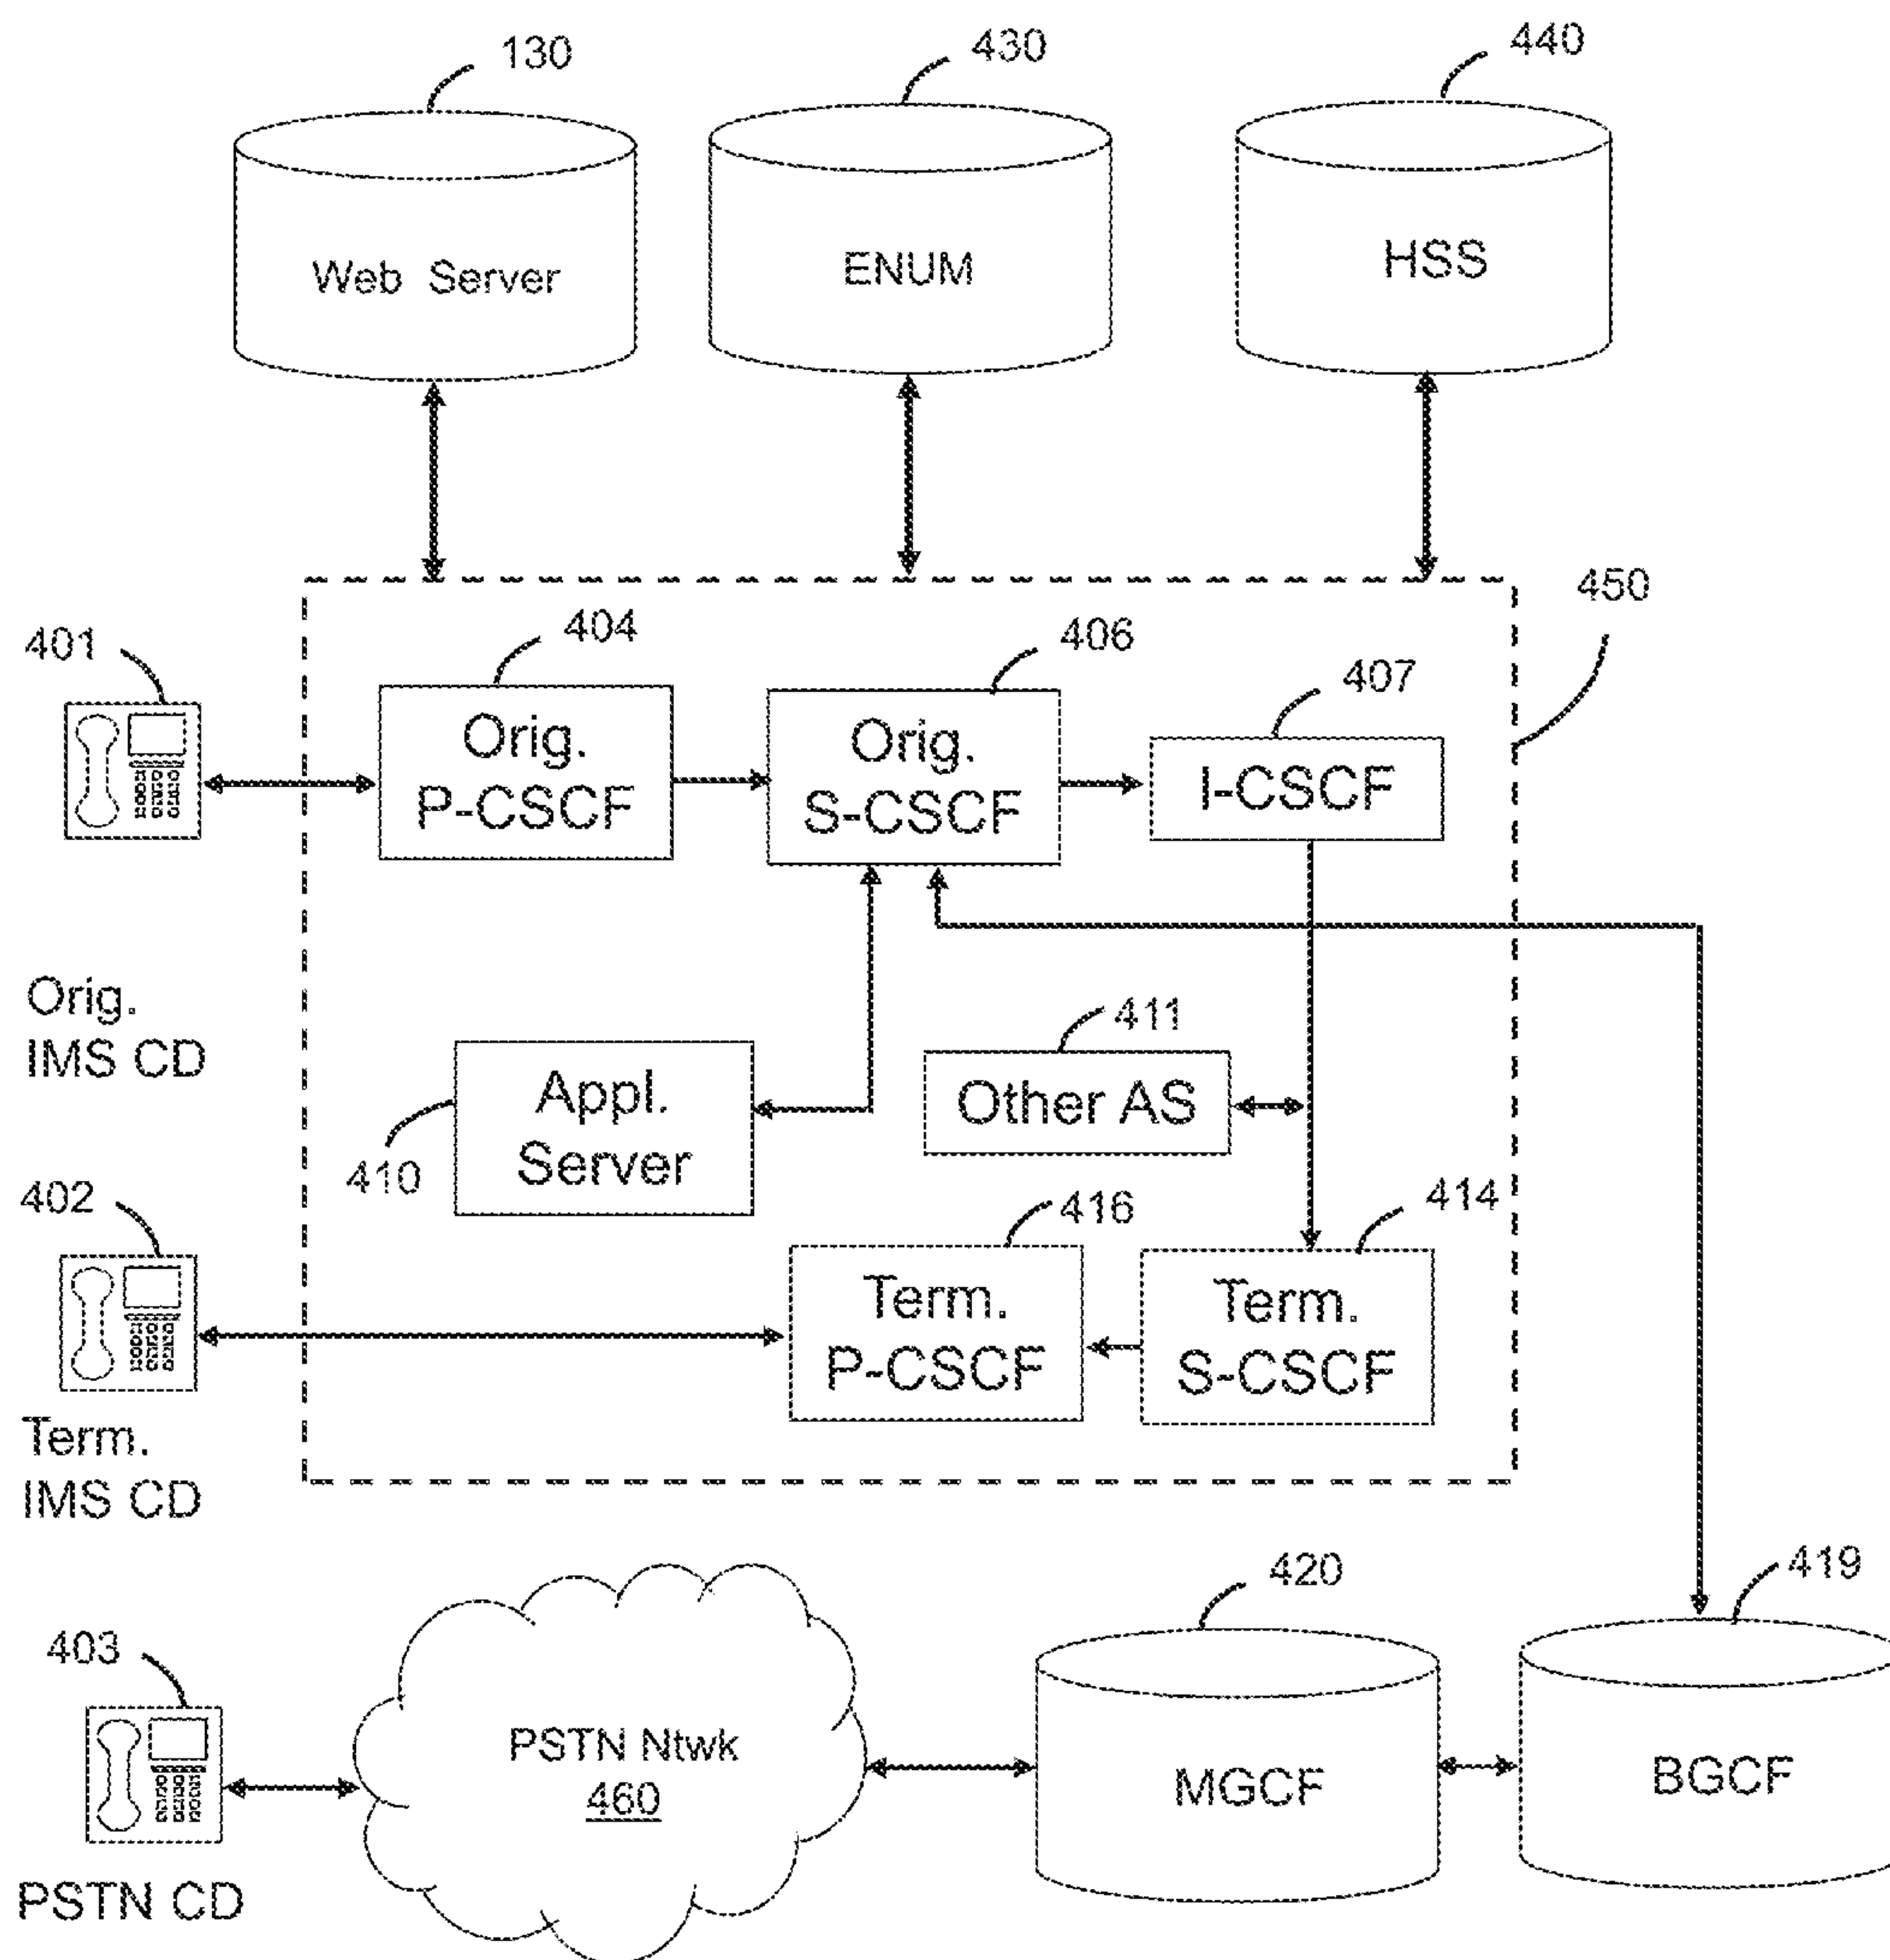 130
430
440
Web Server
ENUM
HSS
450
401
404
406
407
Orig.
P-CSCF
Orig.
S-CSCF
I-CSCF
Orig.
IMS CD
411
Other AS
Appl.
Server
410
402
416
414
Term.
P-CSCF
Term.
S-CSCF
Term.
IMS CD
420
419
403
PSTN Ntwk
460
MGCF
BGCF
PSTN CD